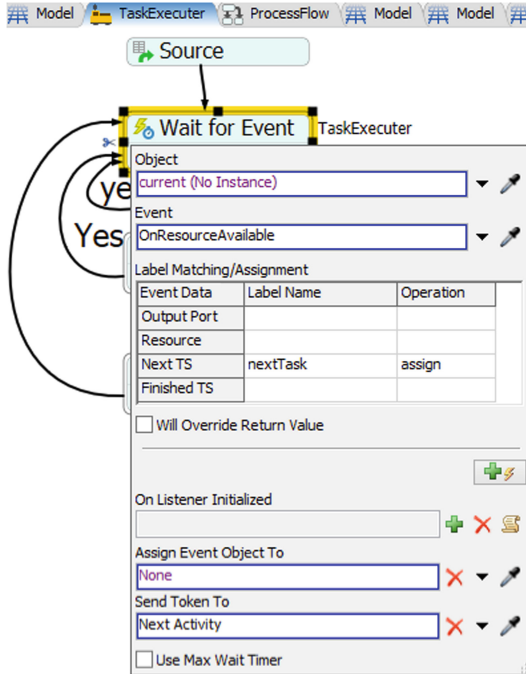 Model TaskExecuter ProcessFlow Model Model
Source
Wait for Event TaskExecuter
Object
current (No Instance)
ye
Event
Yes
OnResourceAvailable
Label Matching/Assignment
Event Data Label Name Operation
Output Port
Resource
Next TS nextTask assign
Finished TS
Will Override Return Value
On Listener Initialized
Assign Event Object To
None
Send Token To
Next Activity
Use Max Wait Timer